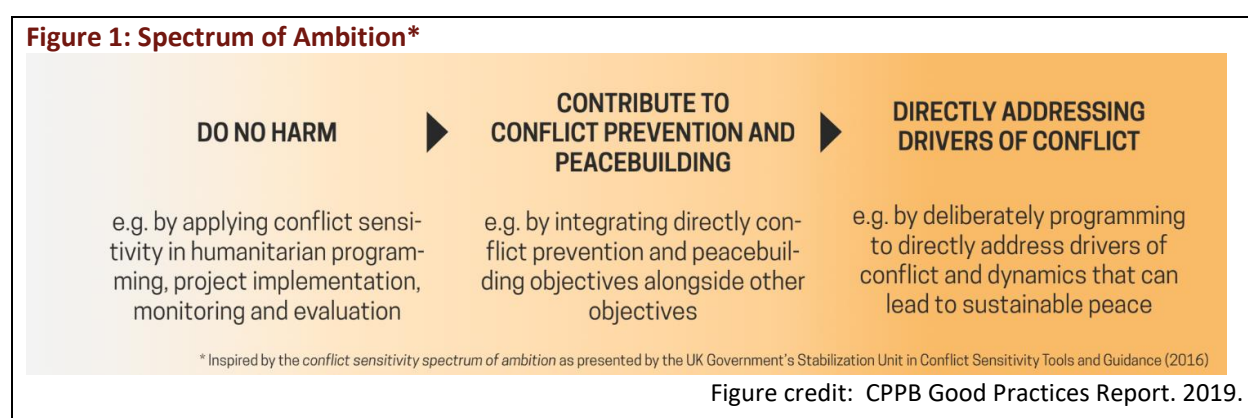 Figure 1: Spectrum of Ambition*
DO NO HARM
e.g. by applying conflict sensi-
tivity in humanitarian program-
ming, project implementation,
monitoring and evaluation
CONTRIBUTE TO
CONFLICT PREVENTION AND
PEACEBUILDING
e.g. by integrating directly con-
flict prevention and peacebuil-
ding objectives alongside other
objectives
DIRECTLY ADDRESSING
DRIVERS OF CONFLICT
e.g. by deliberately programming
to directly address drivers of
conflict and dynamics that can
lead to sustainable peace
* Inspired by the conflict sensitivity spectrum of ambition as presented by the UK Government's Stabilization Unit in Conflict Sensitivity Tools and Guidance (2016)
Figure credit: CPPB Good Practices Report. 2019.